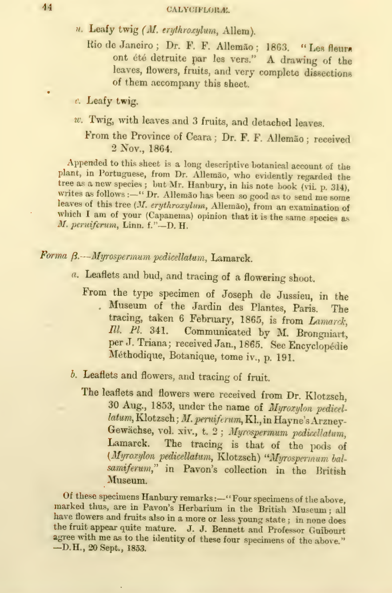 44 CALYCIFLORÆ.
u. Leafy twig (M. erythroxylum, Allem).
Rio de Janeiro; Dr. F. F. Allemão; 1863. "Les fleurs
ont été detruite par les vers." A drawing of the
leaves, flowers, fruits, and very complete dissections
of them accompany this sheet.
v. Leafy twig.
w. Twig, with leaves and 3 fruits, and detached leaves.
From the Province of Ceara; Dr. F. F. Allemão; received
2 Nov., 1864.
Appended to this sheet is a long descriptive botanical account of the
plant, in Portuguese, from Dr. Allemão, who evidently regarded the
tree as a new species; but Mr. Hanbury, in his note book (vii. p. 314),
writes as follows:—"Dr. Allemão has been so good as to send me some
leaves of this tree (M. erythroxylum, Allemão), from an examination of
which I am of your (Capanema) opinion that it is the same species as
M. peruiferum, Linn. f."—D. H.
Forma β.—Myrospermum pedicellatum, Lamarck.
a. Leaflets and bud, and tracing of a flowering shoot.
From the type specimen of Joseph de Jussieu, in the
Museum of the Jardin des Plantes, Paris. The
tracing, taken 6 February, 1865, is from Lamarck,
Ill. Pl. 341. Communicated by M. Brongniart,
per J. Triana; received Jan., 1865. See Encyclopédie
Méthodique, Botanique, tome iv., p. 191.
b. Leaflets and flowers, and tracing of fruit.
The leaflets and flowers were received from Dr. Klotzsch,
30 Aug., 1853, under the name of Myroxylon pedicel-
latum, Klotzsch; M. peruiferum, Kl., in Hayne's Arzney-
Gewächse, vol. xiv., t. 2; Myrospermum pedicellatum,
Lamarck. The tracing is that of the pods of
(Myroxylon pedicellatum, Klotzsch) "Myrospermum bal-
samiferum," in Pavon's collection in the British
Museum.
Of these specimens Hanbury remarks:—"Four specimens of the above,
marked thus, are in Pavon's Herbarium in the British Museum; all
have flowers and fruits also in a more or less young state; in none does
the fruit appear quite mature. J. J. Bennett and Professor Guibourt
agree with me as to the identity of these four specimens of the above."
—D. H., 20 Sept., 1853.